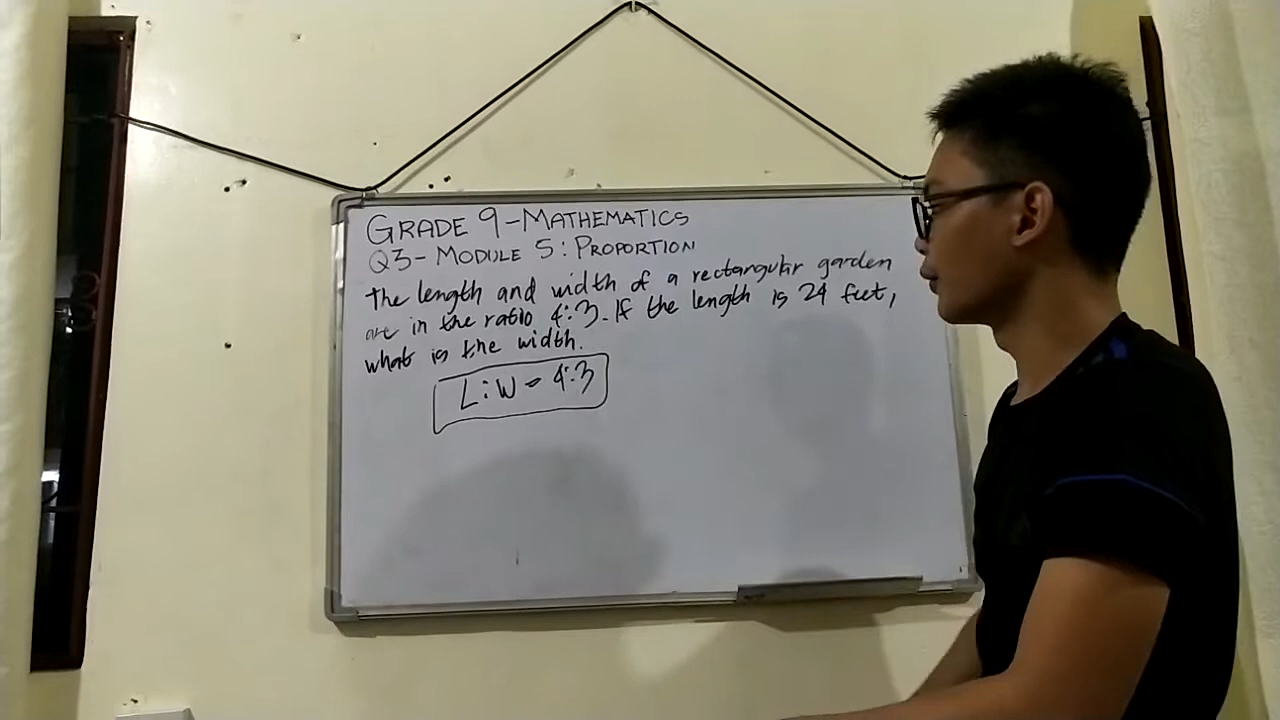 GRADE 9-MATHEMATICS
Q3- MODULE 5: PROPORTION
The length and width of a rectangular garden
are in the ratio 4:3. If the length is 24 feet,
what is the width.
L:W = 4:3